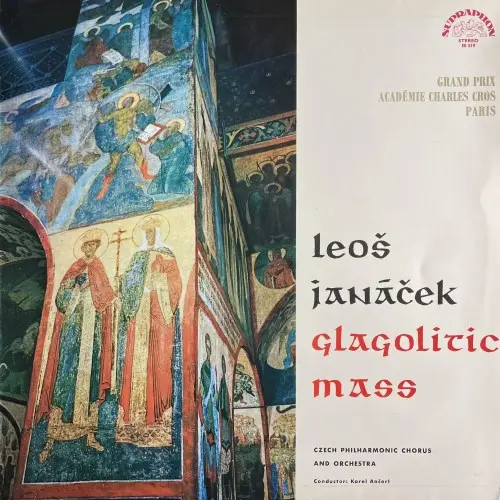 SUPRAPHON
STEREO
GRAND PRIX
ACADÉMIE CHARLES CROS
PARIS
leoš
janáček
glagolitic
mass
CZECH PHILHARMONIC CHORUS
AND ORCHESTRA
Conductor: Karel Ančerl